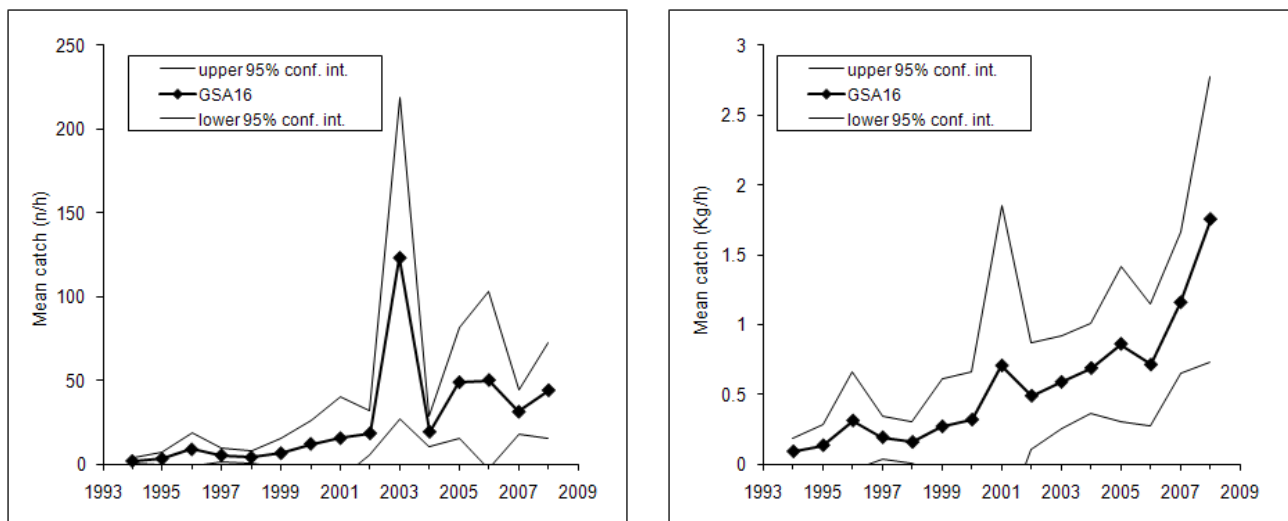 250
200
150
100
50
0
Mean catch (n/h)
upper 95% conf. int.
GSA16
lower 95% conf. int.
1993 1995 1997 1999 2001 2003 2005 2007 2009
3
2.5
2
1.5
1
0.5
0
Mean catch (Kg/h)
upper 95% conf. int.
GSA16
lower 95% conf. int.
1993 1995 1997 1999 2001 2003 2005 2007 2009